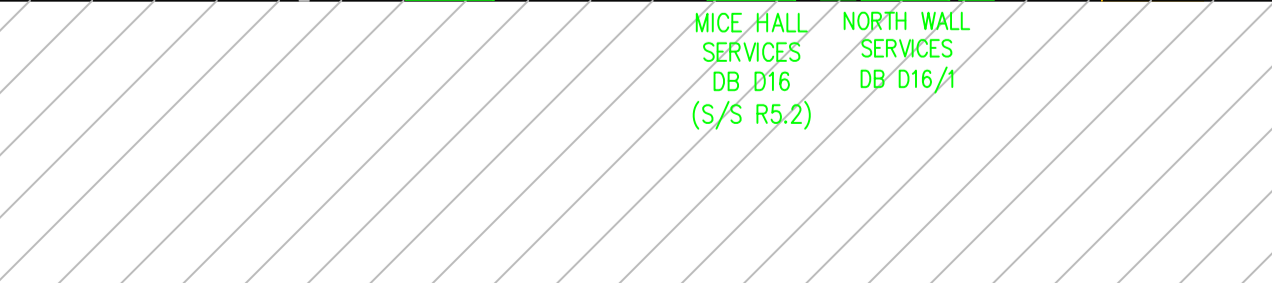 MICE HALL
SERVICES
DB D16
(S/S R5.2)
NORTH WALL
SERVICES
DB D16/1